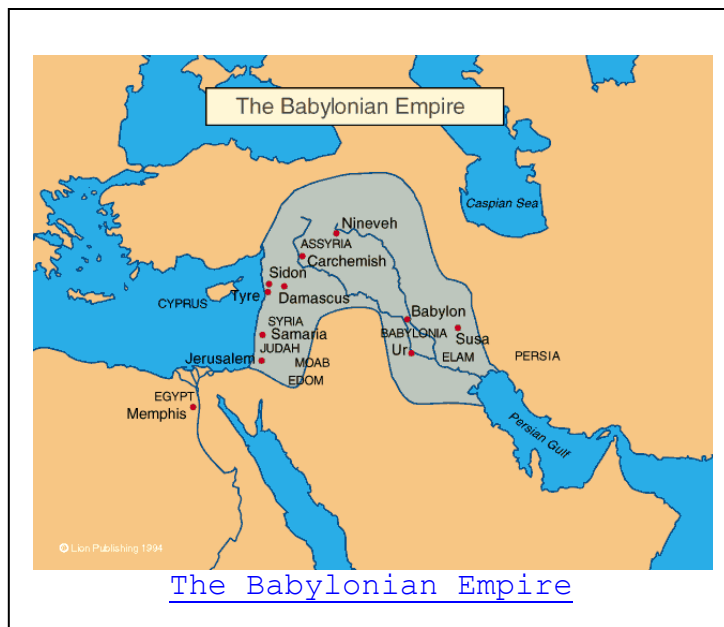 The Babylonian Empire
Caspian Sea
Nineveh
ASSYRIA
Carchemish
Sidon
Tyre
Damascus
CYPRUS
Babylon
SYRIA
BABYLONIA
Samaria
Susa
JUDAH
Ur
Jerusalem
MOAB
ELAM
PERSIA
EDOM
EGYPT
Memphis
Persian Gulf
© Lion Publishing 1994
The Babylonian Empire